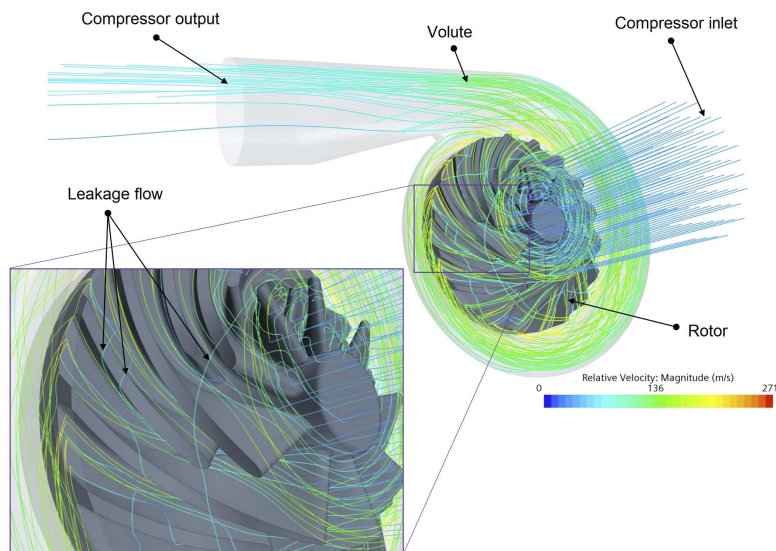 Compressor output
Volute
Compressor inlet
Leakage flow
Rotor
Relative Velocity: Magnitude (m/s)
0 136 271